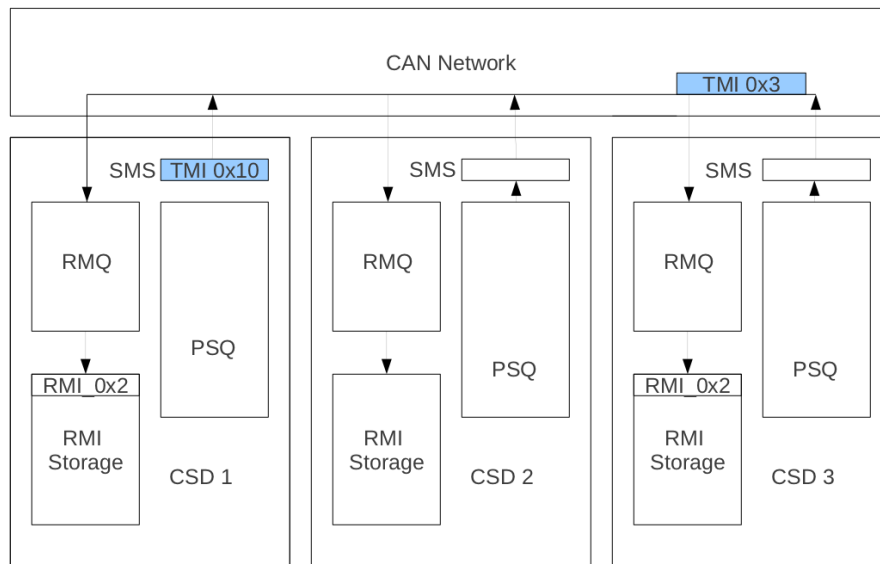 CAN Network
TMI 0x3
SMS TMI 0x10
RMQ
PSQ
RMI_0x2
RMI
Storage
CSD 1
SMS
RMQ
PSQ
RMI
Storage
CSD 2
SMS
RMQ
PSQ
RMI_0x2
RMI
Storage
CSD 3